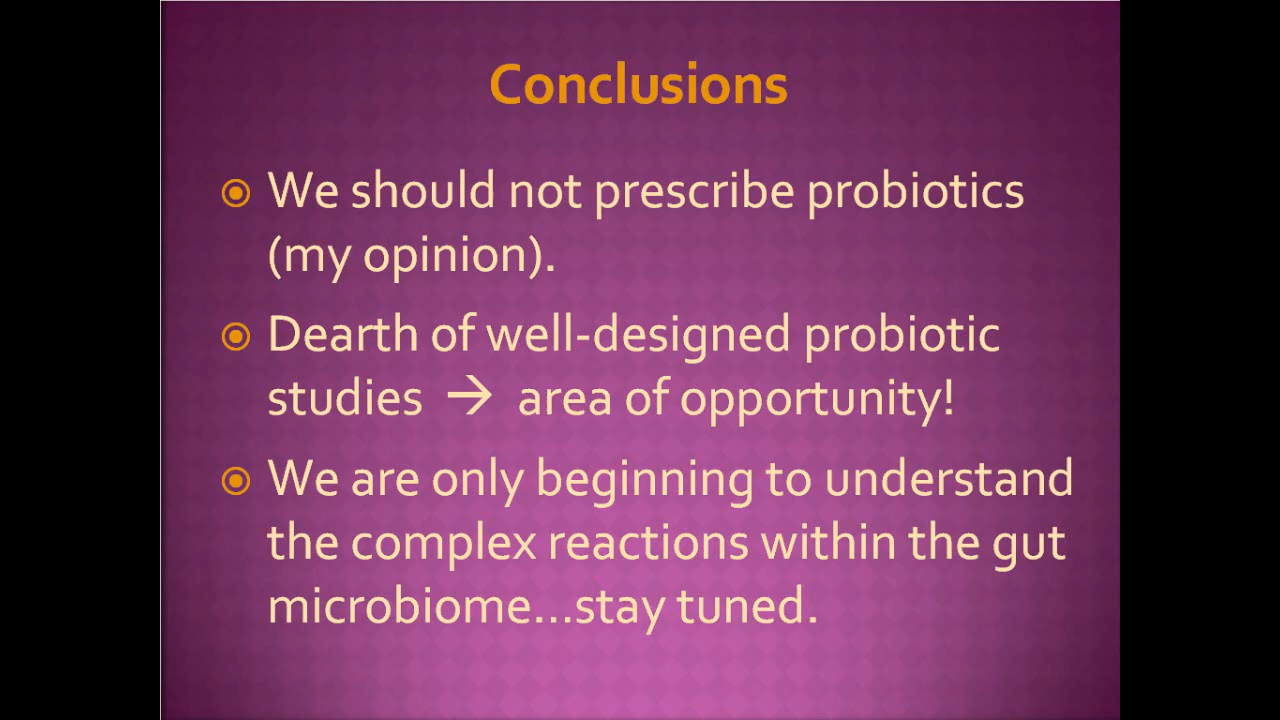 Conclusions
We should not prescribe probiotics
(my opinion).
Dearth of well-designed probiotic
studies → area of opportunity!
We are only beginning to understand
the complex reactions within the gut
microbiome...stay tuned.